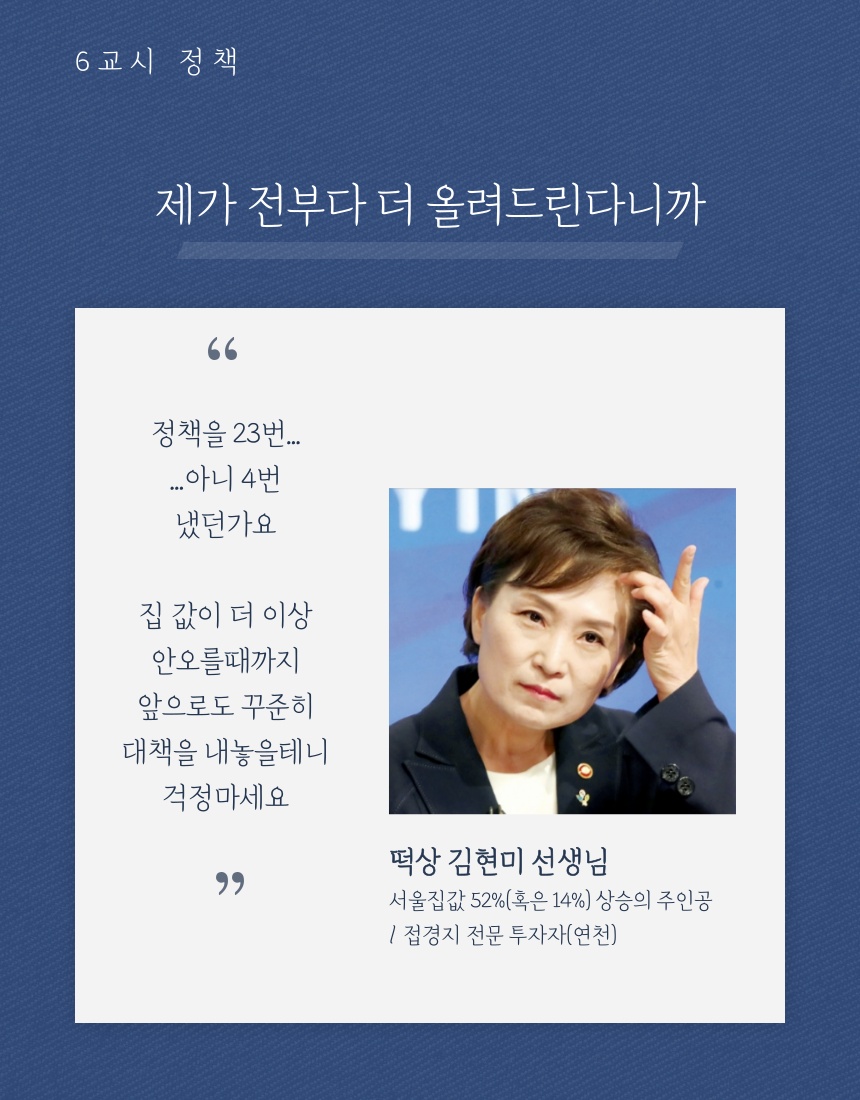 6교시 정책
제가 전부다 더 올려드린다니까
“
정책을 23번...
...아니 4번
냈던가요
집 값이 더 이상
안오를때까지
앞으로도 꾸준히
대책을 내놓을테니
걱정마세요
”
떡상 김현미 선생님
서울집값 52%(혹은 14%) 상승의 주인공
/ 접경지 전문 투자자(연천)